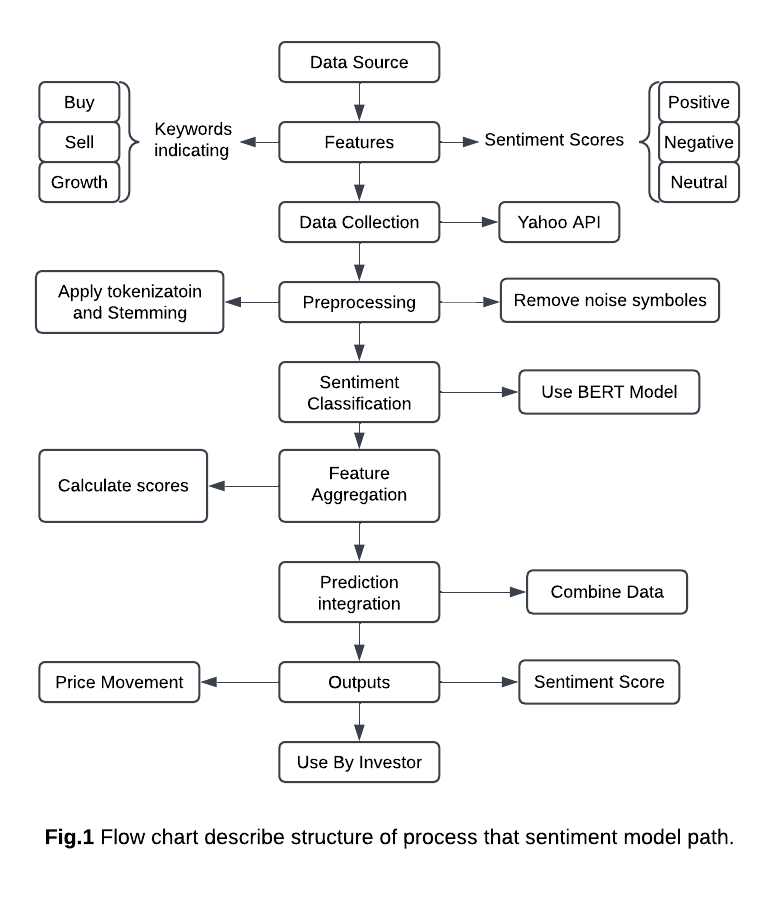 Data Source
Buy
Sell
Growth
Keywords
indicating
Features
Sentiment Scores
Positive
Negative
Neutral
Data Collection
Yahoo API
Apply tokenizatoin
and Stemming
Preprocessing
Remove noise symboles
Sentiment
Classification
Use BERT Model
Calculate scores
Feature
Aggregation
Prediction
integration
Combine Data
Price Movement
Outputs
Sentiment Score
Use By Investor
Fig.1 Flow chart describe structure of process that sentiment model path.